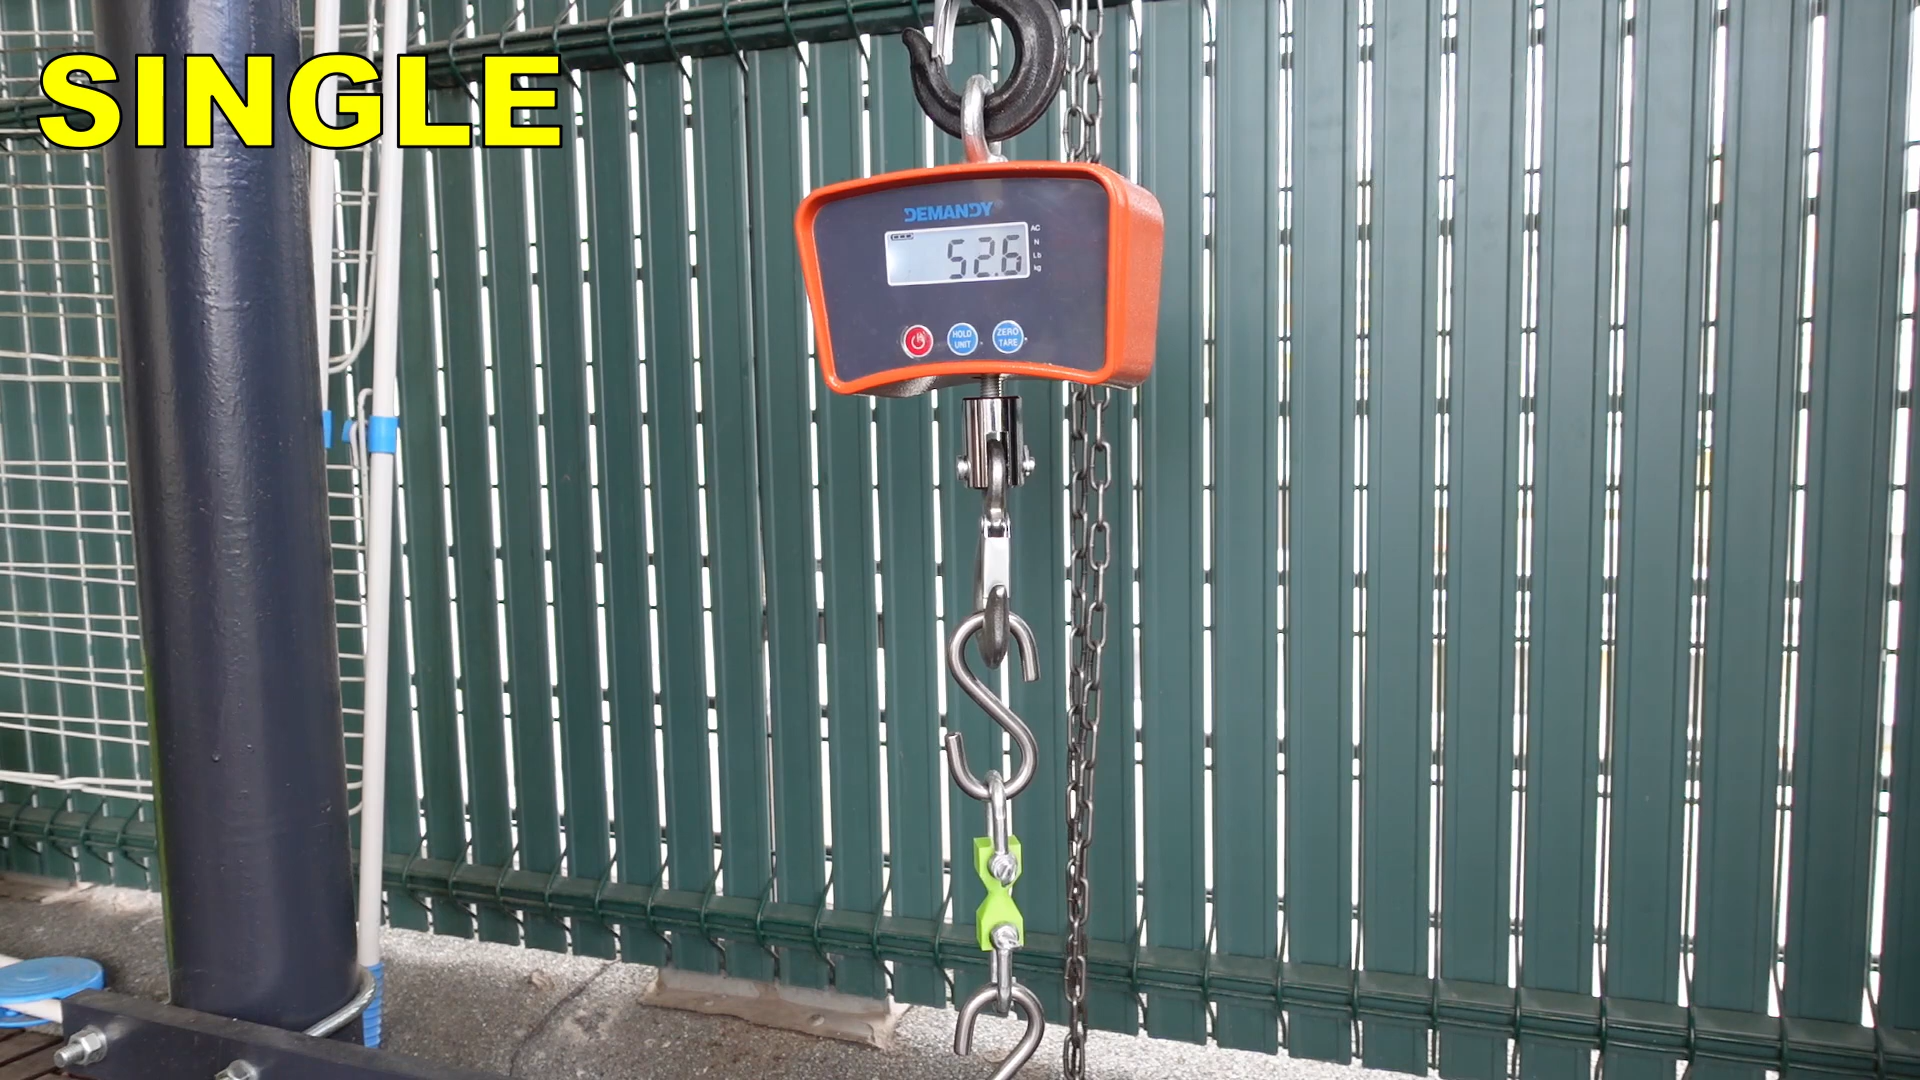 SINGLE
DEMANDY
52.6
AC
N
Lb
kg
HOLD
UNIT
ZERO
TARE